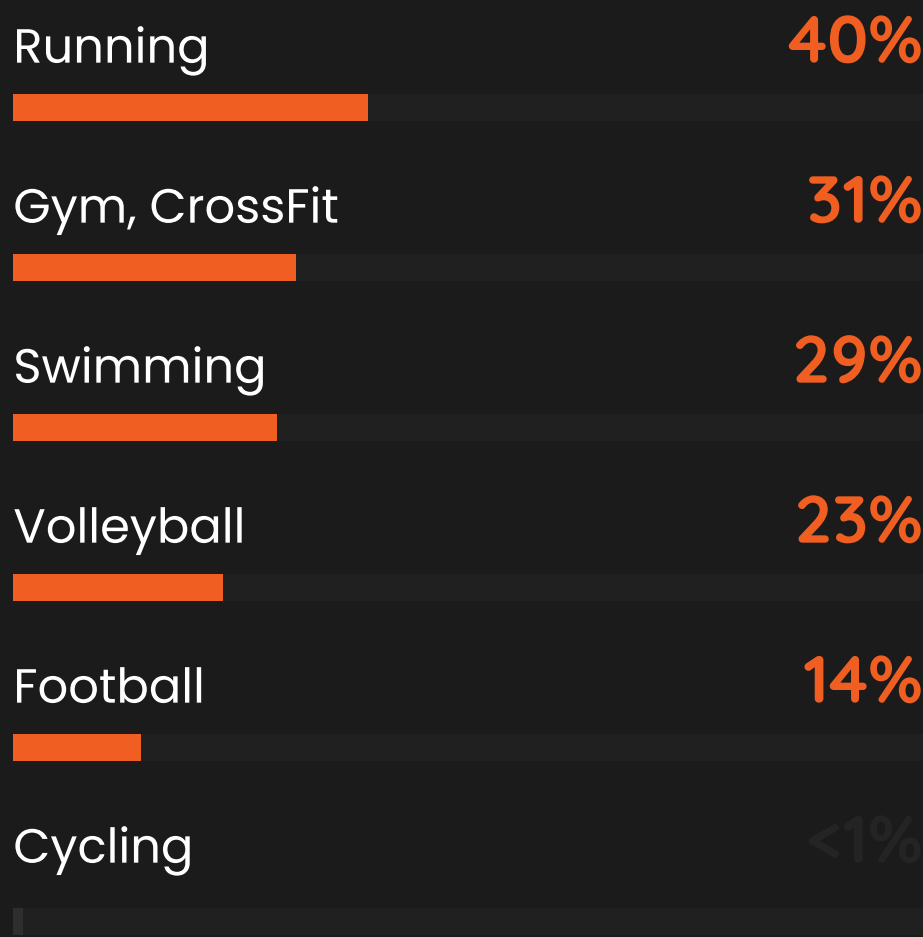 Running 40%
Gym, CrossFit 31%
Swimming 29%
Volleyball 23%
Football 14%
Cycling <1%